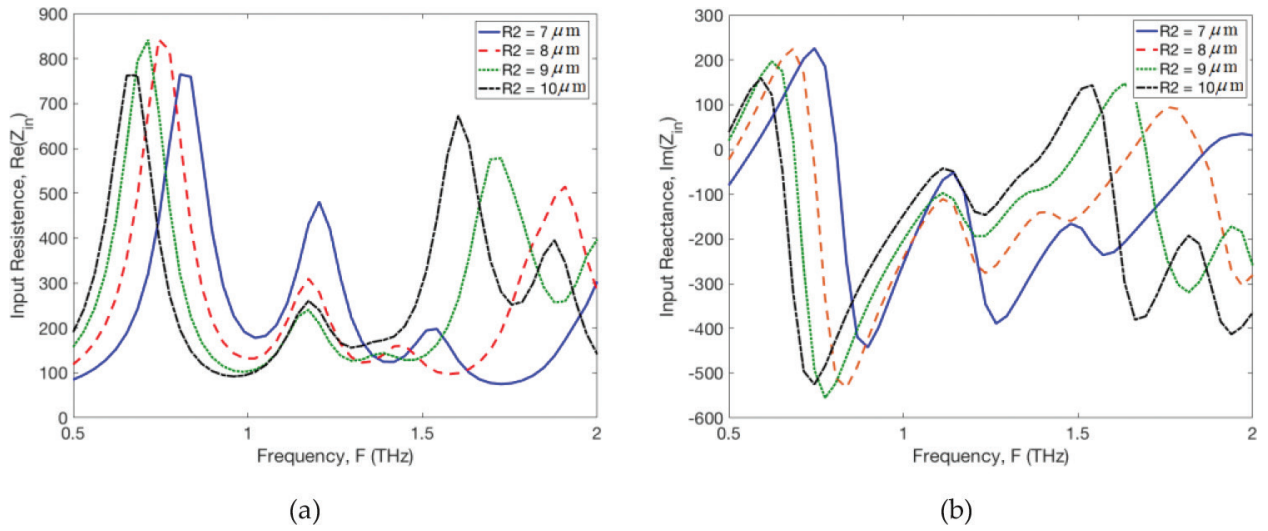 900
800
700
600
500
400
300
200
100
0
Input Resistence, Re(Z_in)
R2 = 7 μm
R2 = 8 μm
R2 = 9 μm
R2 = 10 μm
0.5
1
1.5
2
Frequency, F (THz)
(a)
300
200
100
0
-100
-200
-300
-400
-500
-600
Input Reactance, Im(Z_in)
R2 = 7 μm
R2 = 8 μm
R2 = 9 μm
R2 = 10 μm
0.5
1
1.5
2
Frequency, F (THz)
(b)